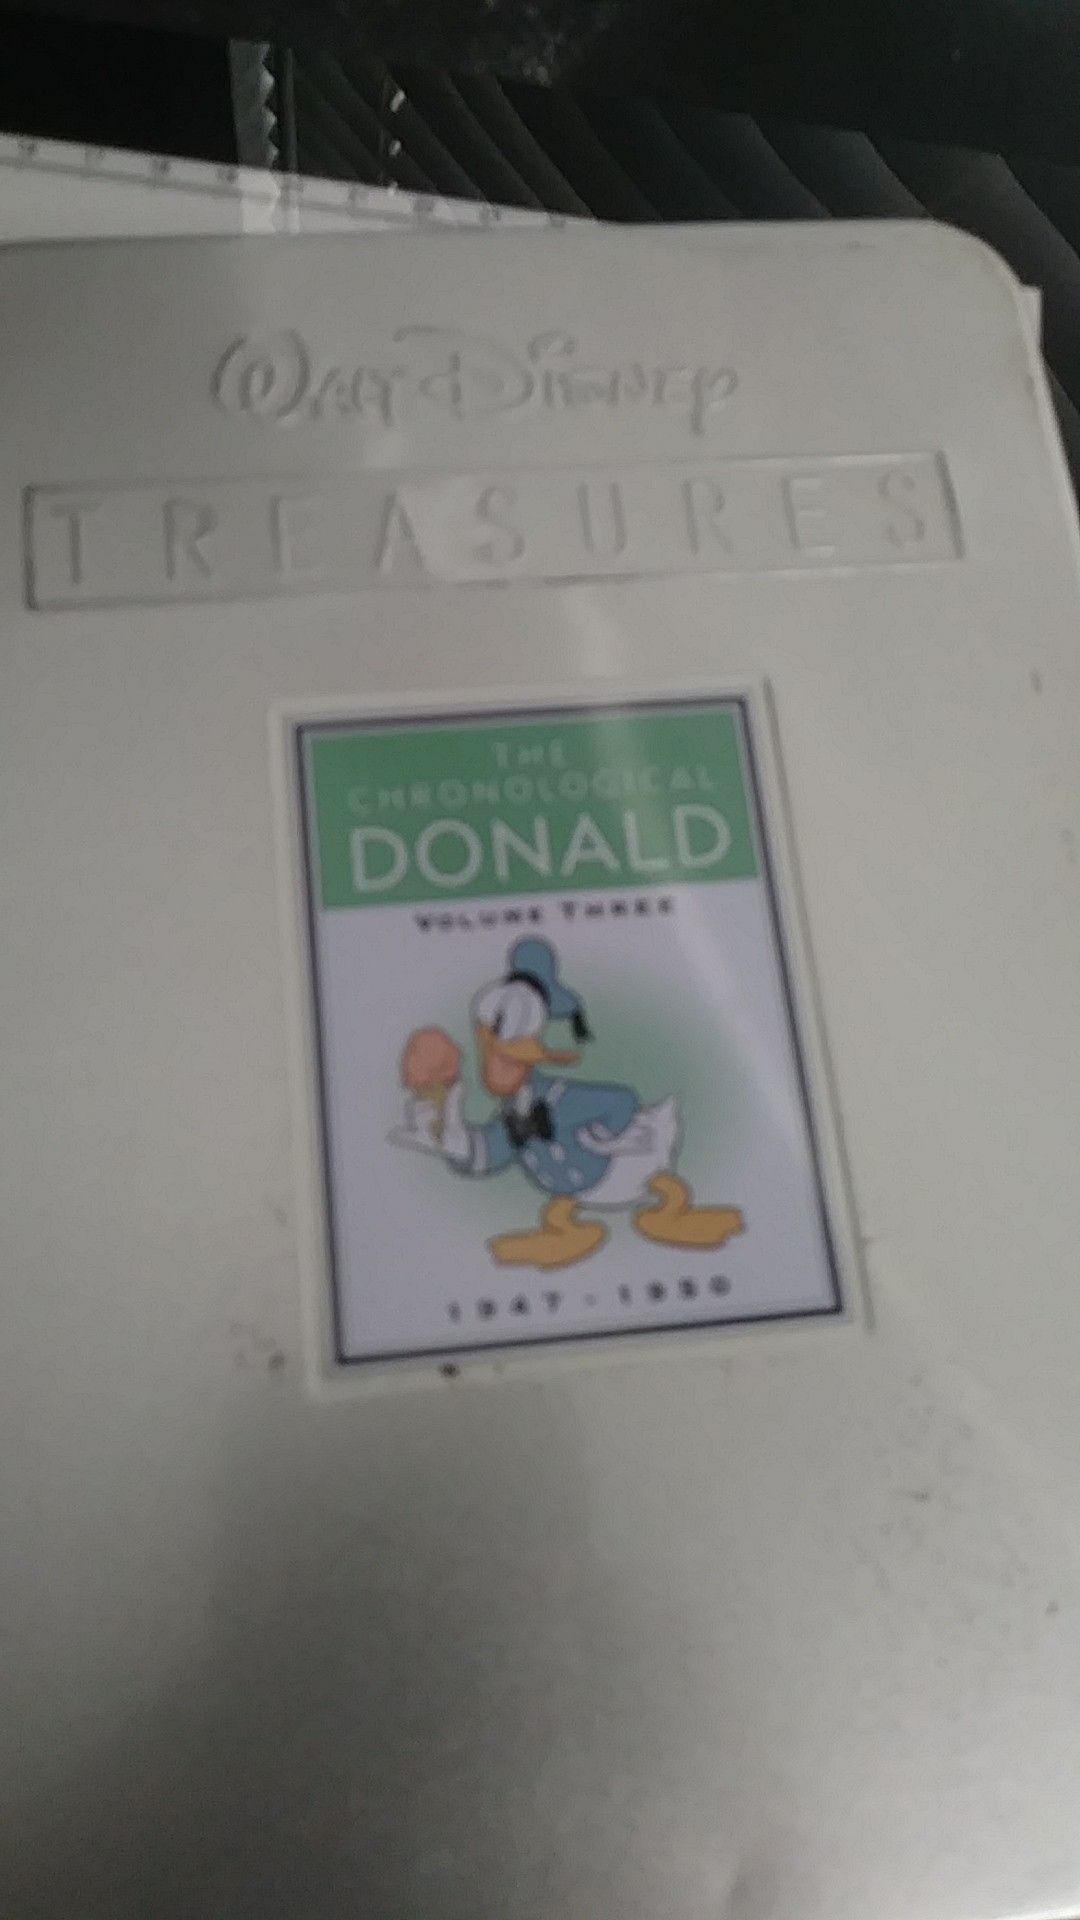 Walt Disney
TREASURES
THE
CHRONOLOGICAL
DONALD
VOLUME THREE
1947 - 1950